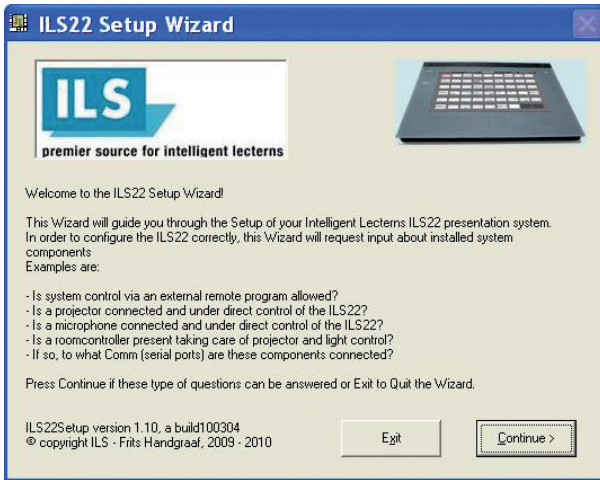 ILS22 Setup Wizard
ILS
premier source for intelligent lecterns
Welcome to the ILS22 Setup Wizard!
This Wizard will guide you through the Setup of your Intelligent Lecterns ILS22 presentation system.
In order to configure the ILS22 correctly, this Wizard will request input about installed system
components
Examples are:
- Is system control via an external remote program allowed?
- Is a projector connected and under direct control of the ILS22?
- Is a microphone connected and under direct control of the ILS22?
- Is a roomcontroller present taking care of projector and light control?
- If so, to what Comm (serial ports) are these components connected?
Press Continue if these type of questions can be answered or Exit to Quit the Wizard.
ILS22Setup version 1.10, a build100304
© copyright ILS - Frits Handgraaf, 2009 - 2010
Exit
Continue >